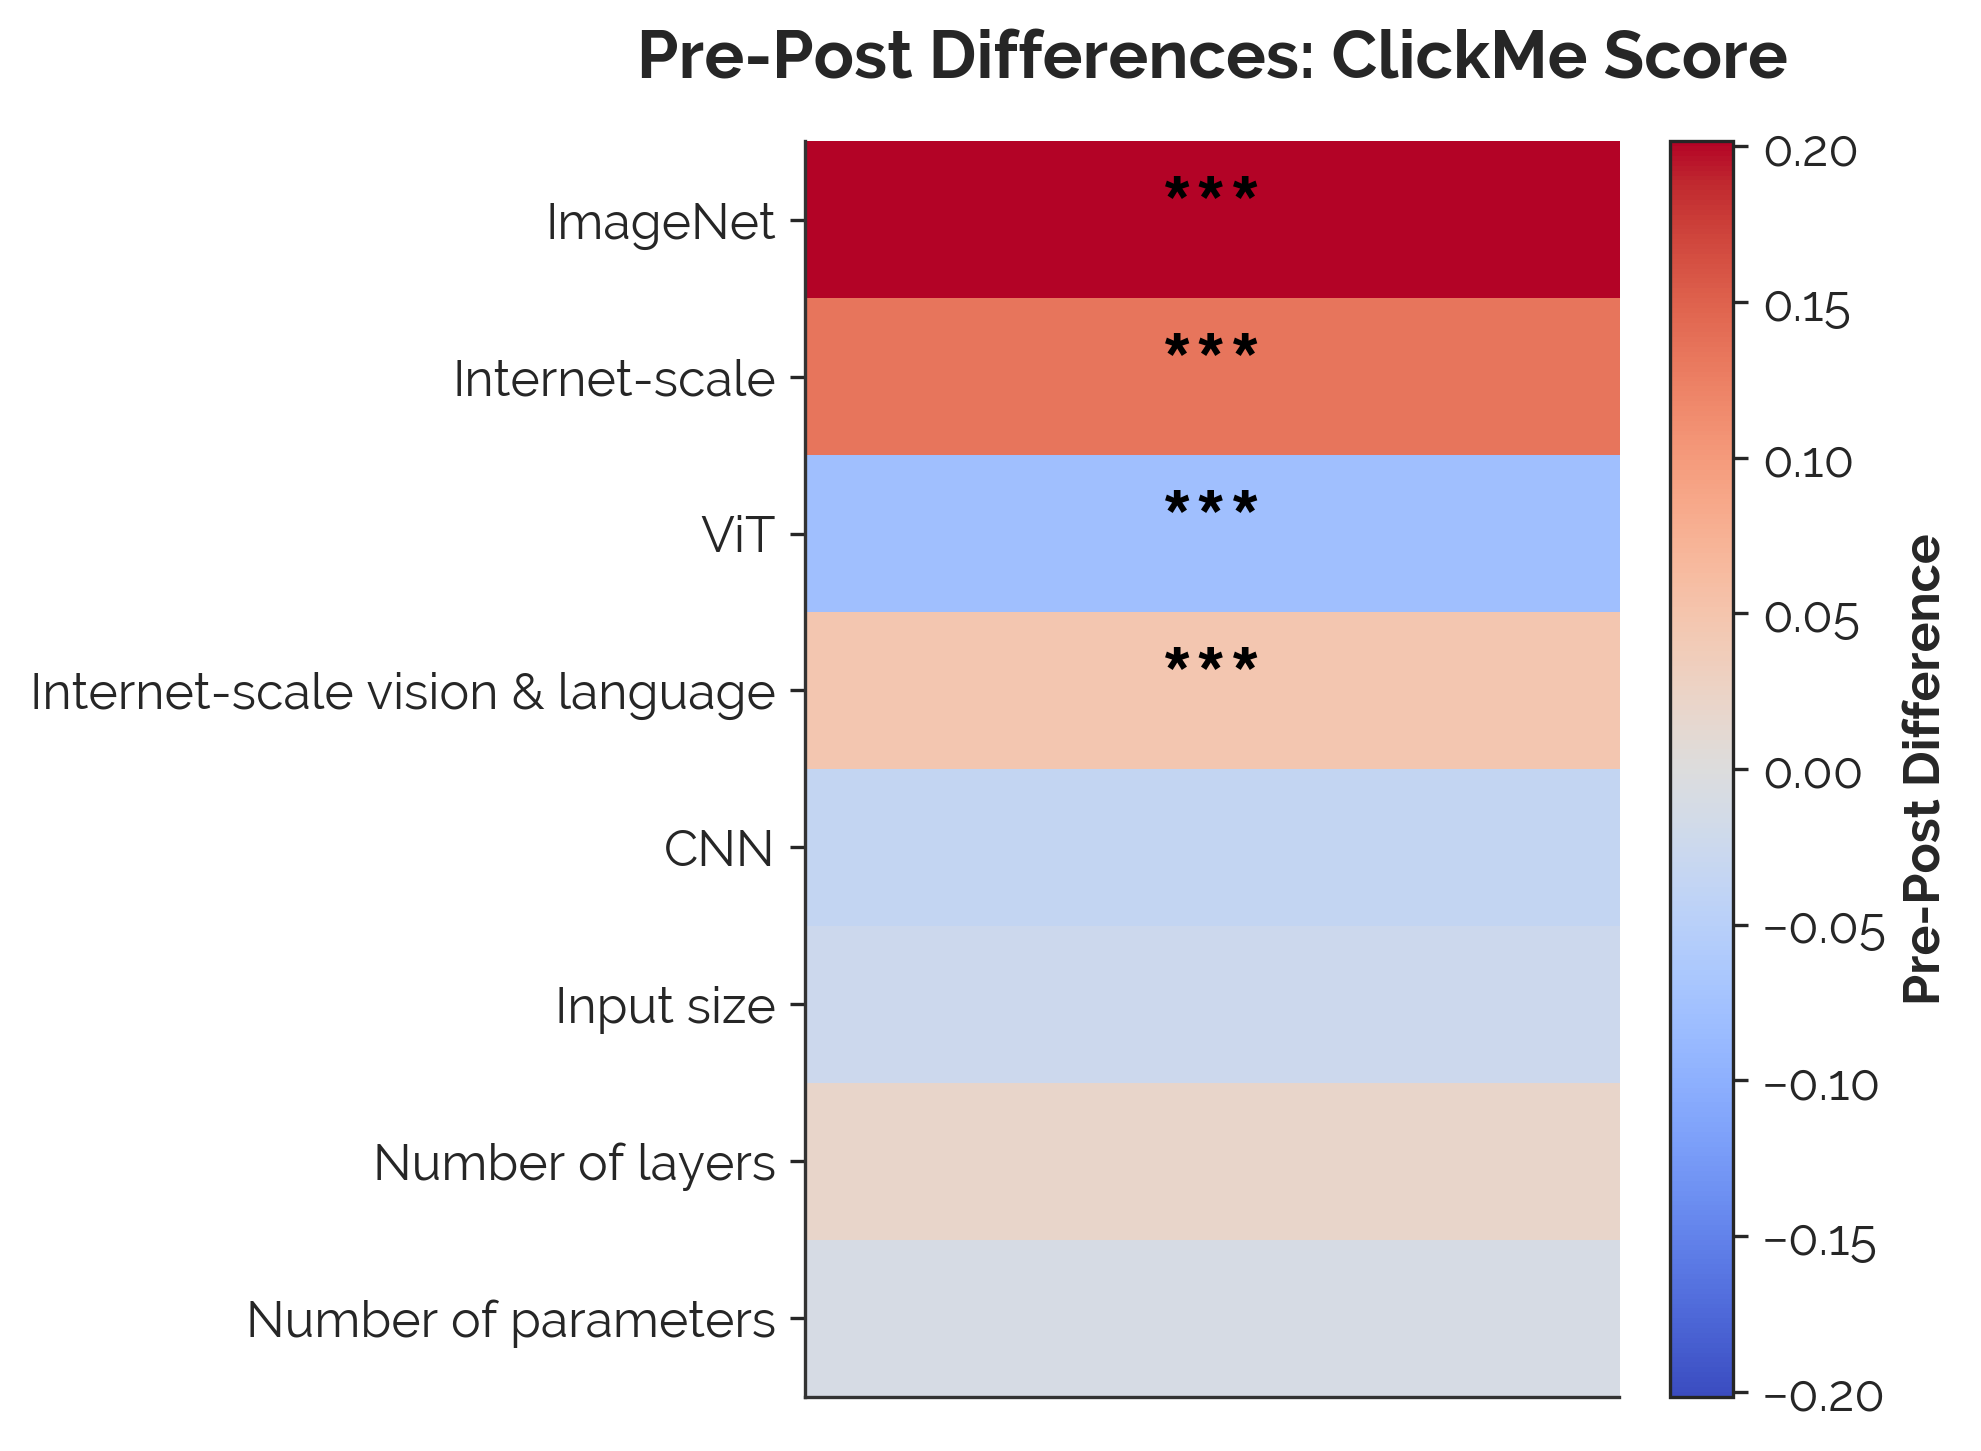 Pre-Post Differences: ClickMe Score
ImageNet
***
Internet-scale
***
ViT
***
Internet-scale vision & language
***
CNN
Input size
Number of layers
Number of parameters
0.20
0.15
0.10
0.05
0.00
−0.05
−0.10
−0.15
−0.20
Pre-Post Difference